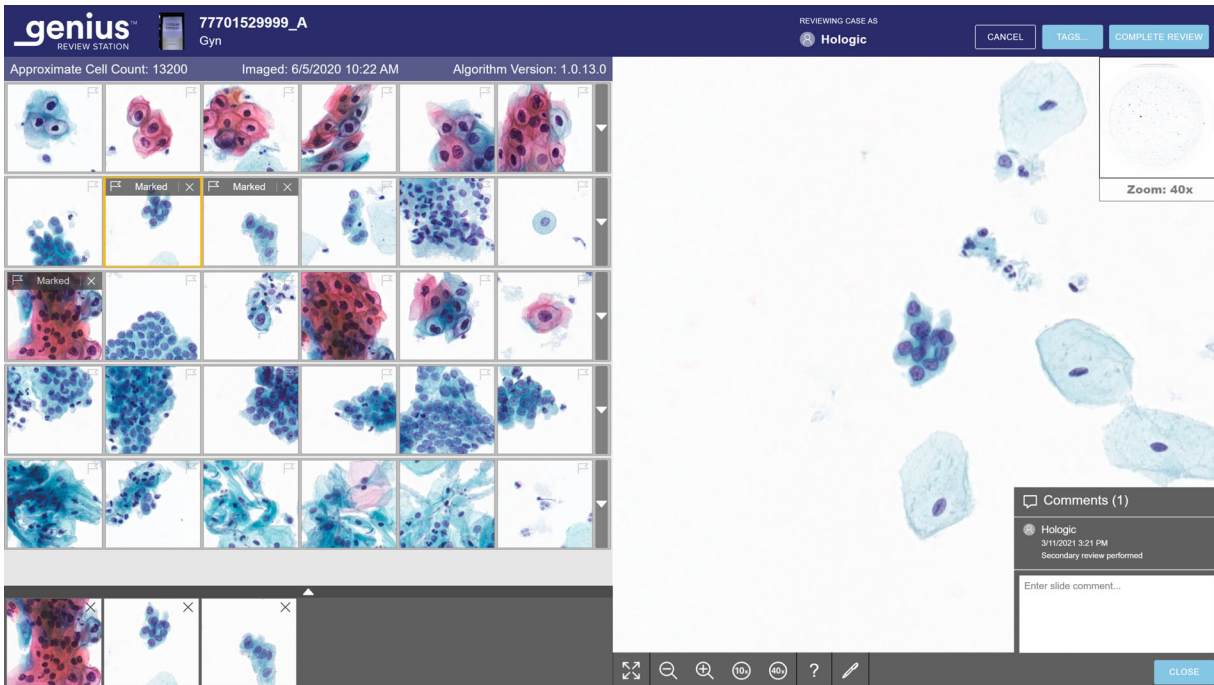 genius™
REVIEW STATION
77701529999_A
Gyn
REVIEWING CASE AS
Hologic
CANCEL
TAGS...
COMPLETE REVIEW
Approximate Cell Count: 13200
Imaged: 6/5/2020 10:22 AM
Algorithm Version: 1.0.13.0
Zoom: 40x
Marked
Marked
Marked
Comments (1)
Hologic
3/11/2021 3:21 PM
Secondary review performed
Enter slide comment...
10x
40x
?
CLOSE